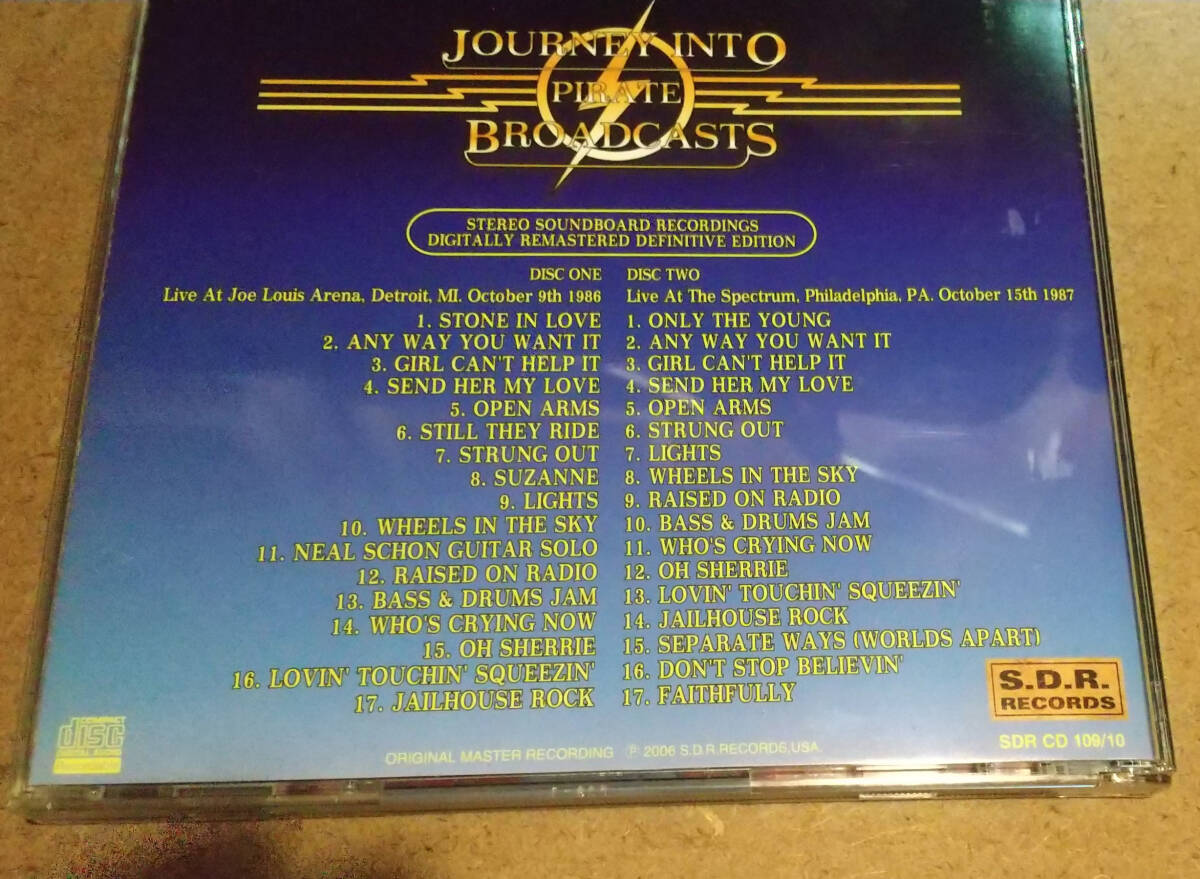 JOURNEY INTO
PIRATE
BROADCASTS
STEREO SOUNDBOARD RECORDINGS
DIGITALLY REMASTERED DEFINITIVE EDITION
DISC ONE
Live At Joe Louis Arena, Detroit, MI. October 9th 1986
1. STONE IN LOVE
2. ANY WAY YOU WANT IT
3. GIRL CAN'T HELP IT
4. SEND HER MY LOVE
5. OPEN ARMS
6. STILL THEY RIDE
7. STRUNG OUT
8. SUZANNE
9. LIGHTS
10. WHEELS IN THE SKY
11. NEAL SCHON GUITAR SOLO
12. RAISED ON RADIO
13. BASS & DRUMS JAM
14. WHO'S CRYING NOW
15. OH SHERRIE
16. LOVIN' TOUCHIN' SQUEEZIN'
17. JAILHOUSE ROCK
DISC TWO
Live At The Spectrum, Philadelphia, PA. October 15th 1987
1. ONLY THE YOUNG
2. ANY WAY YOU WANT IT
3. GIRL CAN'T HELP IT
4. SEND HER MY LOVE
5. OPEN ARMS
6. STRUNG OUT
7. LIGHTS
8. WHEELS IN THE SKY
9. RAISED ON RADIO
10. BASS & DRUMS JAM
11. WHO'S CRYING NOW
12. OH SHERRIE
13. LOVIN' TOUCHIN' SQUEEZIN'
14. JAILHOUSE ROCK
15. SEPARATE WAYS (WORLDS APART)
16. DON'T STOP BELIEVIN'
17. FAITHFULLY
S.D.R.
RECORDS
SDR CD 109/10
COMPACT
disc
DIGITAL AUDIO
ORIGINAL MASTER RECORDING ℗ 2006 S.D.R.RECORDS,USA.